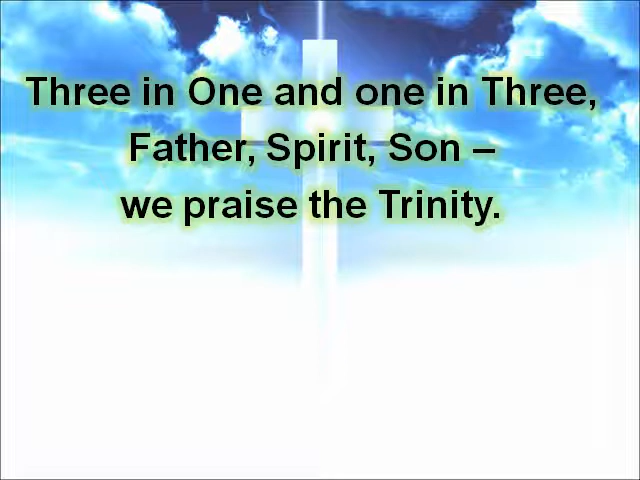 Three in One and one in Three,
Father, Spirit, Son –
we praise the Trinity.